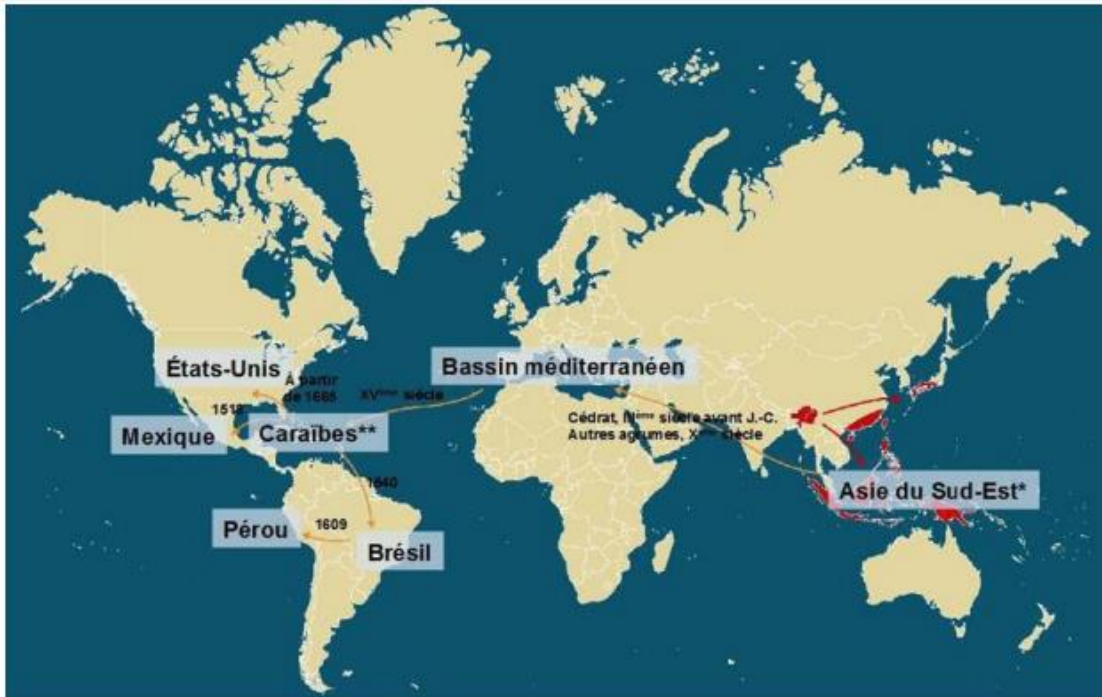 États-Unis
À partir
de 1665
XVème siècle
Bassin méditerranéen
1518
Mexique
Caraïbes**
Cédrat, IIIème siècle avant J.-C.
Autres agrumes, Xème siècle
Asie du Sud-Est*
1640
1609
Pérou
Brésil